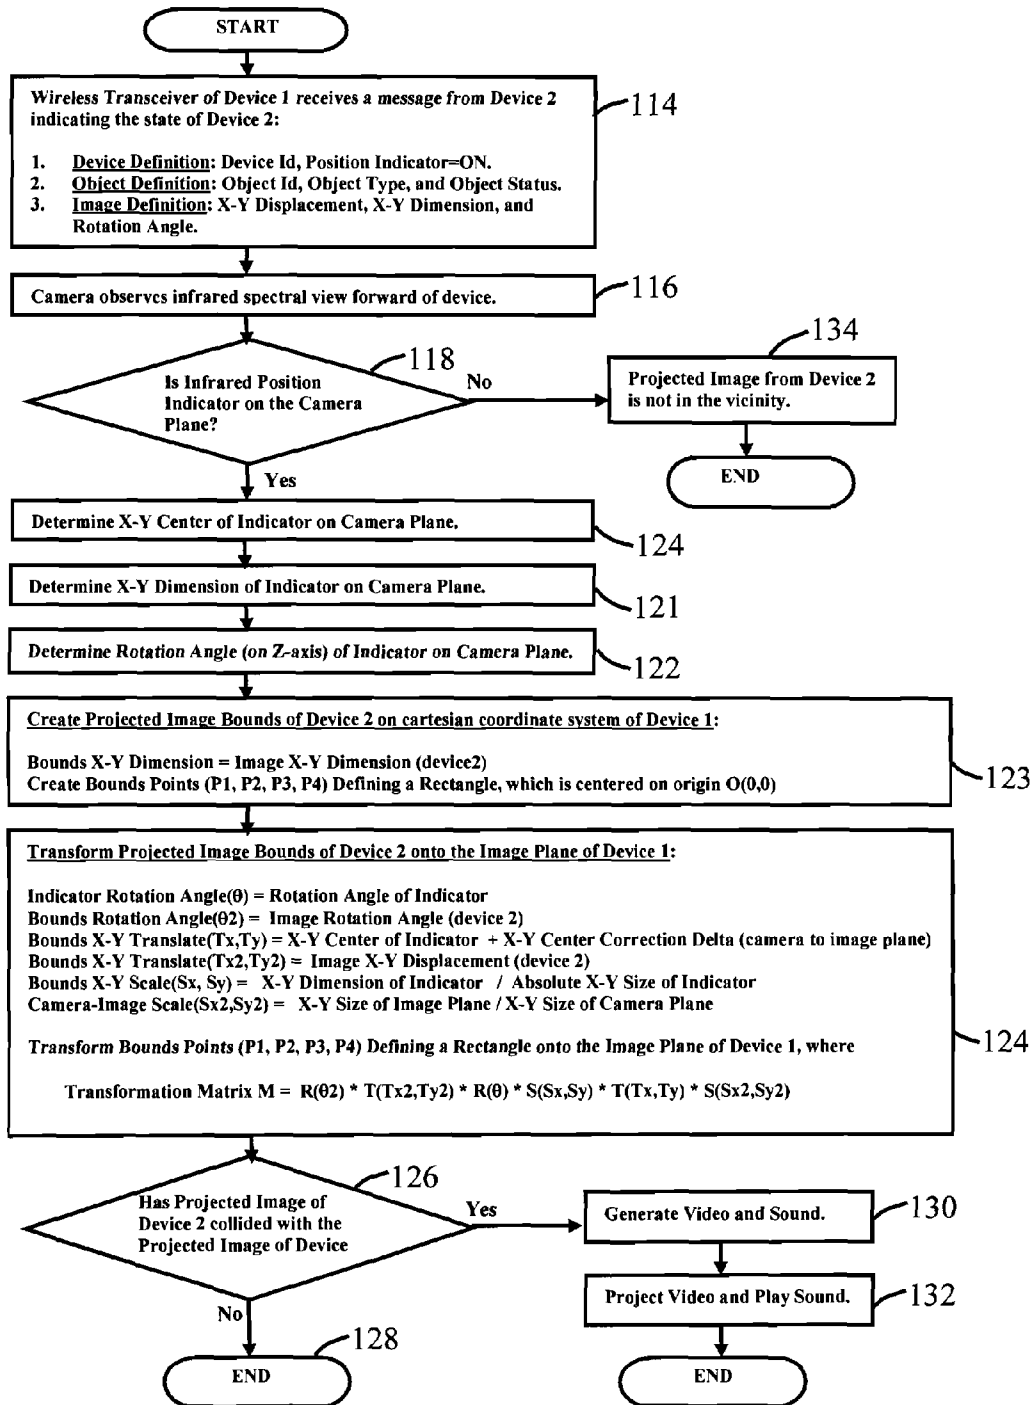 START
Wireless Transceiver of Device 1 receives a message from Device 2
indicating the state of Device 2:
1. Device Definition: Device Id, Position Indicator=ON.
2. Object Definition: Object Id, Object Type, and Object Status.
3. Image Definition: X-Y Displacement, X-Y Dimension, and
Rotation Angle.
114
Camera observes infrared spectral view forward of device.
116
Is Infrared Position
Indicator on the Camera
Plane?
118
No
134
Projected Image from Device 2
is not in the vicinity.
END
Yes
Determine X-Y Center of Indicator on Camera Plane.
124
Determine X-Y Dimension of Indicator on Camera Plane.
121
Determine Rotation Angle (on Z-axis) of Indicator on Camera Plane.
122
Create Projected Image Bounds of Device 2 on cartesian coordinate system of Device 1:
Bounds X-Y Dimension = Image X-Y Dimension (device2)
Create Bounds Points (P1, P2, P3, P4) Defining a Rectangle, which is centered on origin O(0,0)
123
Transform Projected Image Bounds of Device 2 onto the Image Plane of Device 1:
Indicator Rotation Angle(θ) = Rotation Angle of Indicator
Bounds Rotation Angle(θ2) = Image Rotation Angle (device 2)
Bounds X-Y Translate(Tx,Ty) = X-Y Center of Indicator + X-Y Center Correction Delta (camera to image plane)
Bounds X-Y Translate(Tx2,Ty2) = Image X-Y Displacement (device 2)
Bounds X-Y Scale(Sx, Sy) = X-Y Dimension of Indicator / Absolute X-Y Size of Indicator
Camera-Image Scale(Sx2,Sy2) = X-Y Size of Image Plane / X-Y Size of Camera Plane
Transform Bounds Points (P1, P2, P3, P4) Defining a Rectangle onto the Image Plane of Device 1, where
Transformation Matrix M = R(θ2) * T(Tx2,Ty2) * R(θ) * S(Sx,Sy) * T(Tx,Ty) * S(Sx2,Sy2)
124
Has Projected Image of
Device 2 collided with the
Projected Image of Device
126
Yes
Generate Video and Sound.
130
Project Video and Play Sound.
132
END
No
128
END